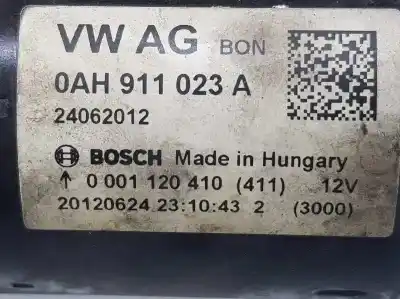 VW AG BON
0AH 911 023 A
24062012
BOSCH Made in Hungary
↑ 0 001 120 410 (411) 12V
20120624 23:10:43 2 (3000)